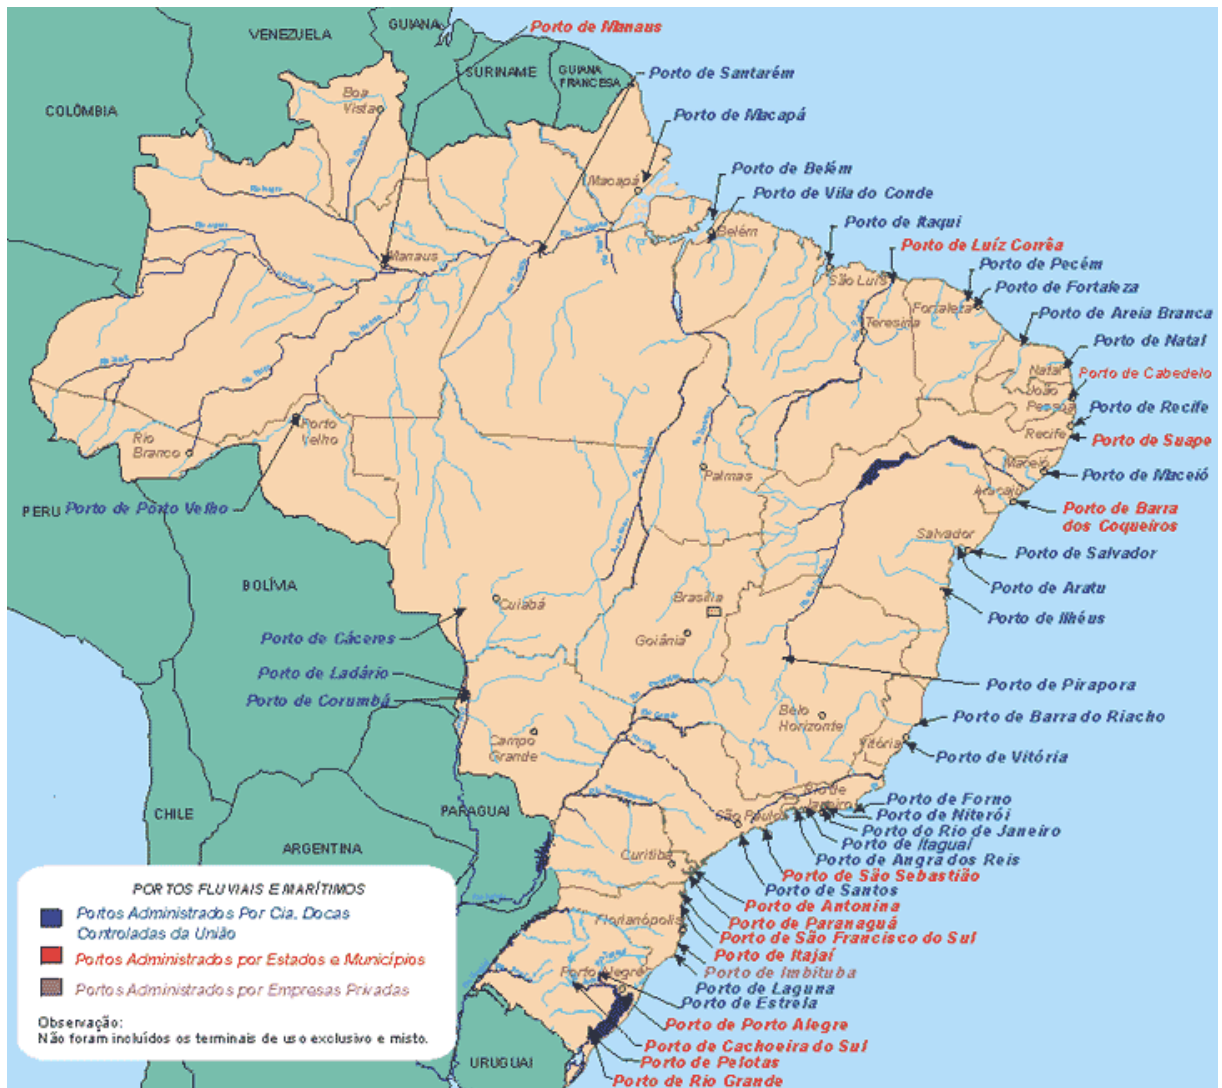 Porto de Manaus
GUIANA
VENEZUELA
SURINAME
GUIANA
FRANCESA
Porto de Santarém
COLÔMBIA
Boa
Vista
Porto de Macapá
Porto de Belém
Macapá
Porto de Vila do Conde
Porto de Itaqui
Belém
Porto de Luíz Corrêa
Manaus
Porto de Pecém
São Luís
Porto de Fortaleza
Fortaleza
Porto de Areia Branca
Teresina
Porto de Natal
Natal
Porto de Cabedelo
João
Pessoa
Porto de Recife
Recife
Porto de Suape
Porto
Velho
Rio
Branco
Maceió
Porto de Maceió
Palmas
Aracaju
PERU
Porto de Pôrto Velho
Porto de Barra
dos Coqueiros
Salvador
Porto de Salvador
BOLÍMA
Porto de Aratu
Brasília
Cuiabá
Porto de Ilhéus
Porto de Cáceres
Goiânia
Porto de Ladário
Porto de Pirapora
Porto de Corumbá
Belo
Horizonte
Porto de Barra do Riacho
Campo
Grande
Vitória
Porto de Vitória
Rio de
Janeiro
Porto de Forno
PARAGUAI
CHILE
São Paulo
Porto de Niterói
Porto do Rio de Janeiro
ARGENTINA
Porto de Itaguaí
Curitiba
Porto de Angra dos Reis
Porto de São Sebastião
Porto de Santos
Porto de Antonina
Florianópolis
Porto de Paranaguá
Porto de São Francisco do Sul
Porto de Itajaí
Porto Alegre
Porto de Imbituba
Porto de Laguna
Porto de Estrela
Porto de Porto Alegre
Porto de Cachoeira do Sul
URUGUAI
Porto de Pelotas
Porto de Rio Grande
PORTOS FLUVIAIS E MARÍTIMOS
Portos Administrados Por Cia. Docas
Controladas da União
Portos Administrados por Estados e Municípios
Portos Administrados por Empresas Privadas
Observação:
Não foram incluídos os terminais de uso exclusivo e misto.